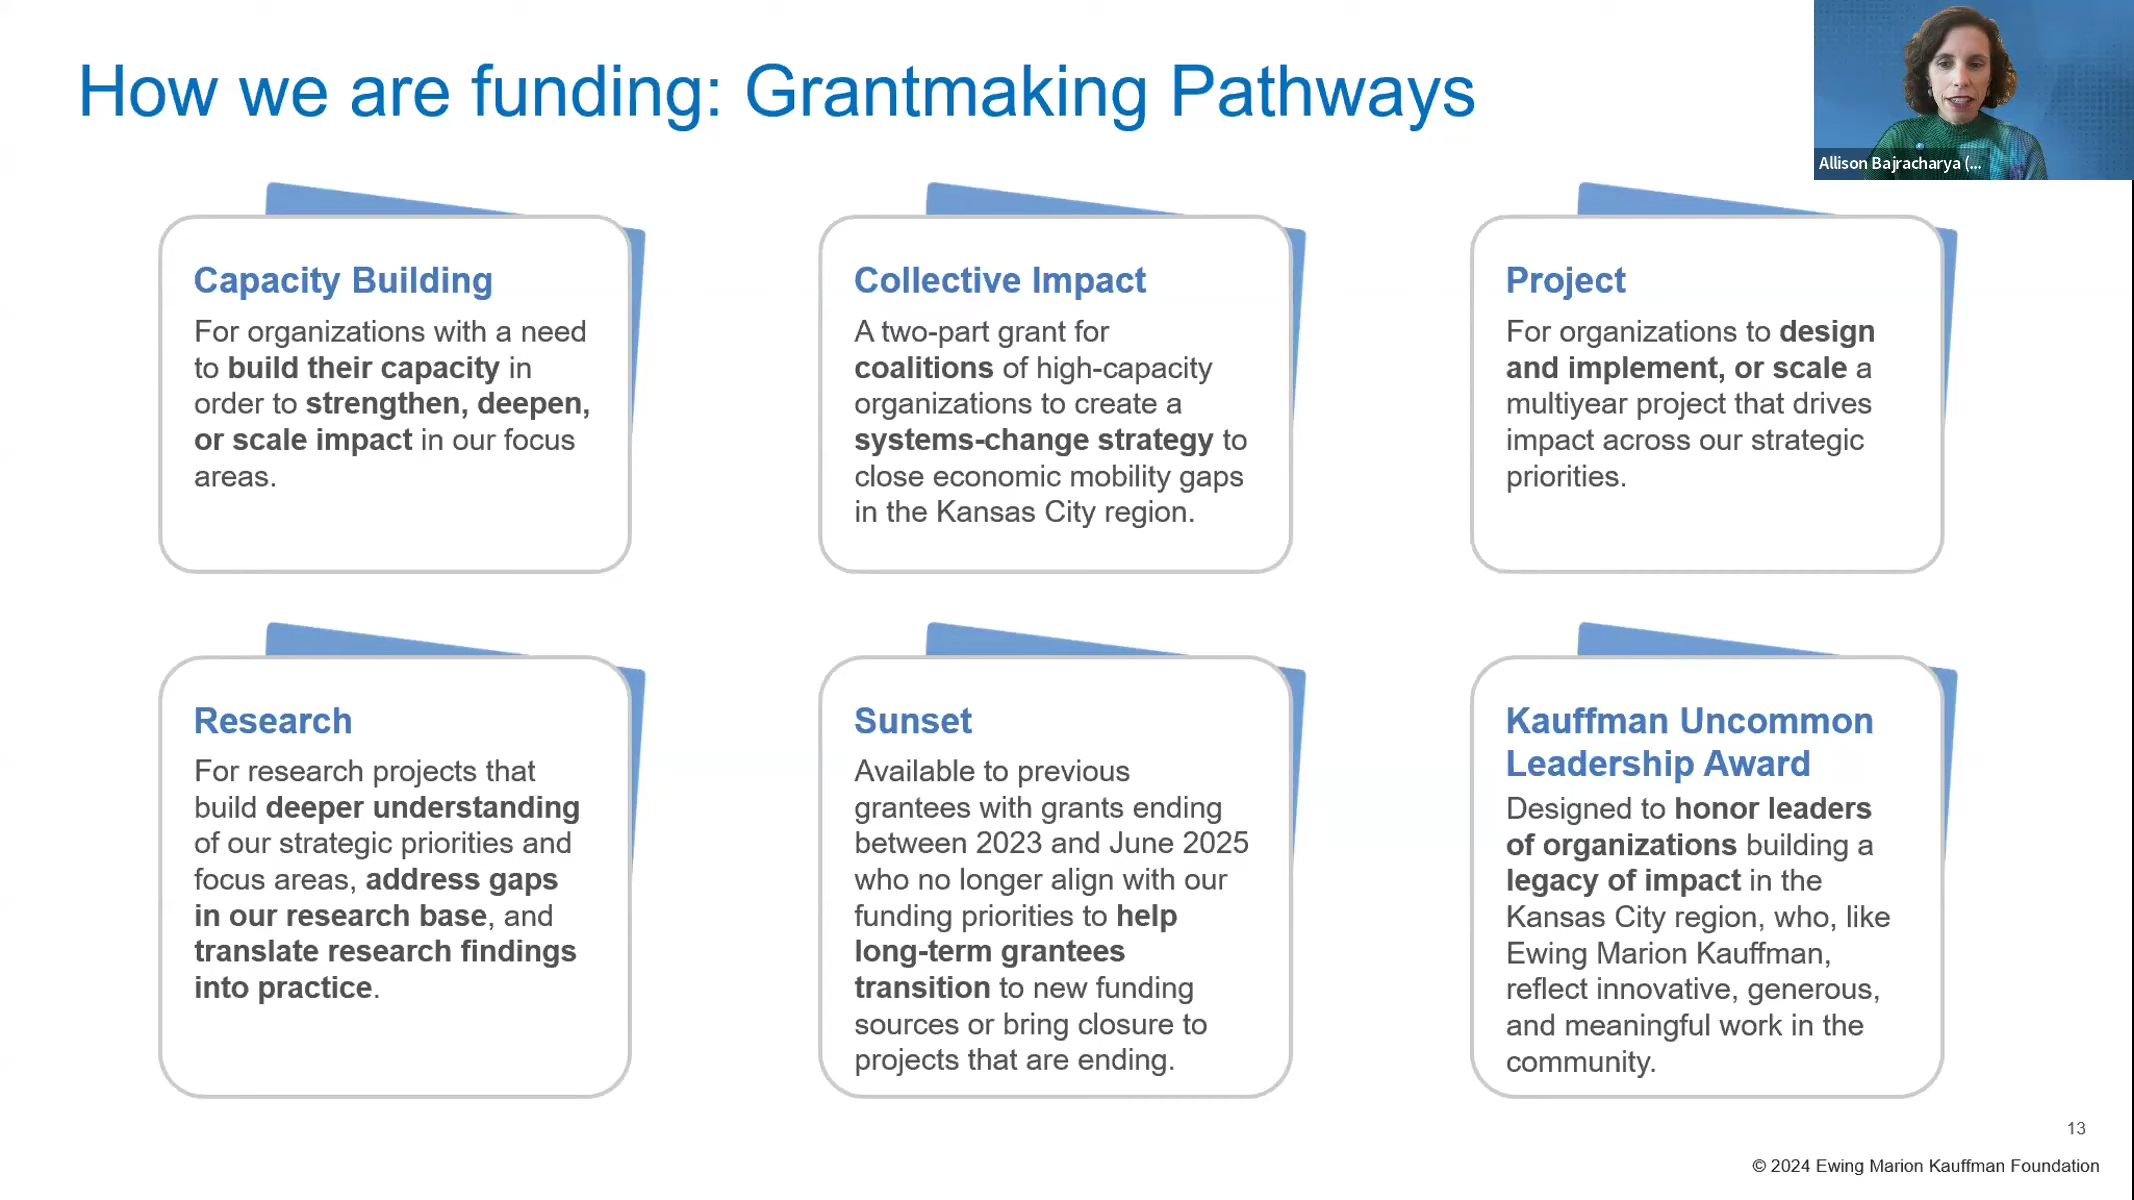 How we are funding: Grantmaking Pathways
Allison Bajracharya (...
Capacity Building
For organizations with a need
to build their capacity in
order to strengthen, deepen,
or scale impact in our focus
areas.
Collective Impact
A two-part grant for
coalitions of high-capacity
organizations to create a
systems-change strategy to
close economic mobility gaps
in the Kansas City region.
Project
For organizations to design
and implement, or scale a
multiyear project that drives
impact across our strategic
priorities.
Research
For research projects that
build deeper understanding
of our strategic priorities and
focus areas, address gaps
in our research base, and
translate research findings
into practice.
Sunset
Available to previous
grantees with grants ending
between 2023 and June 2025
who no longer align with our
funding priorities to help
long-term grantees
transition to new funding
sources or bring closure to
projects that are ending.
Kauffman Uncommon
Leadership Award
Designed to honor leaders
of organizations building a
legacy of impact in the
Kansas City region, who, like
Ewing Marion Kauffman,
reflect innovative, generous,
and meaningful work in the
community.
13
© 2024 Ewing Marion Kauffman Foundation